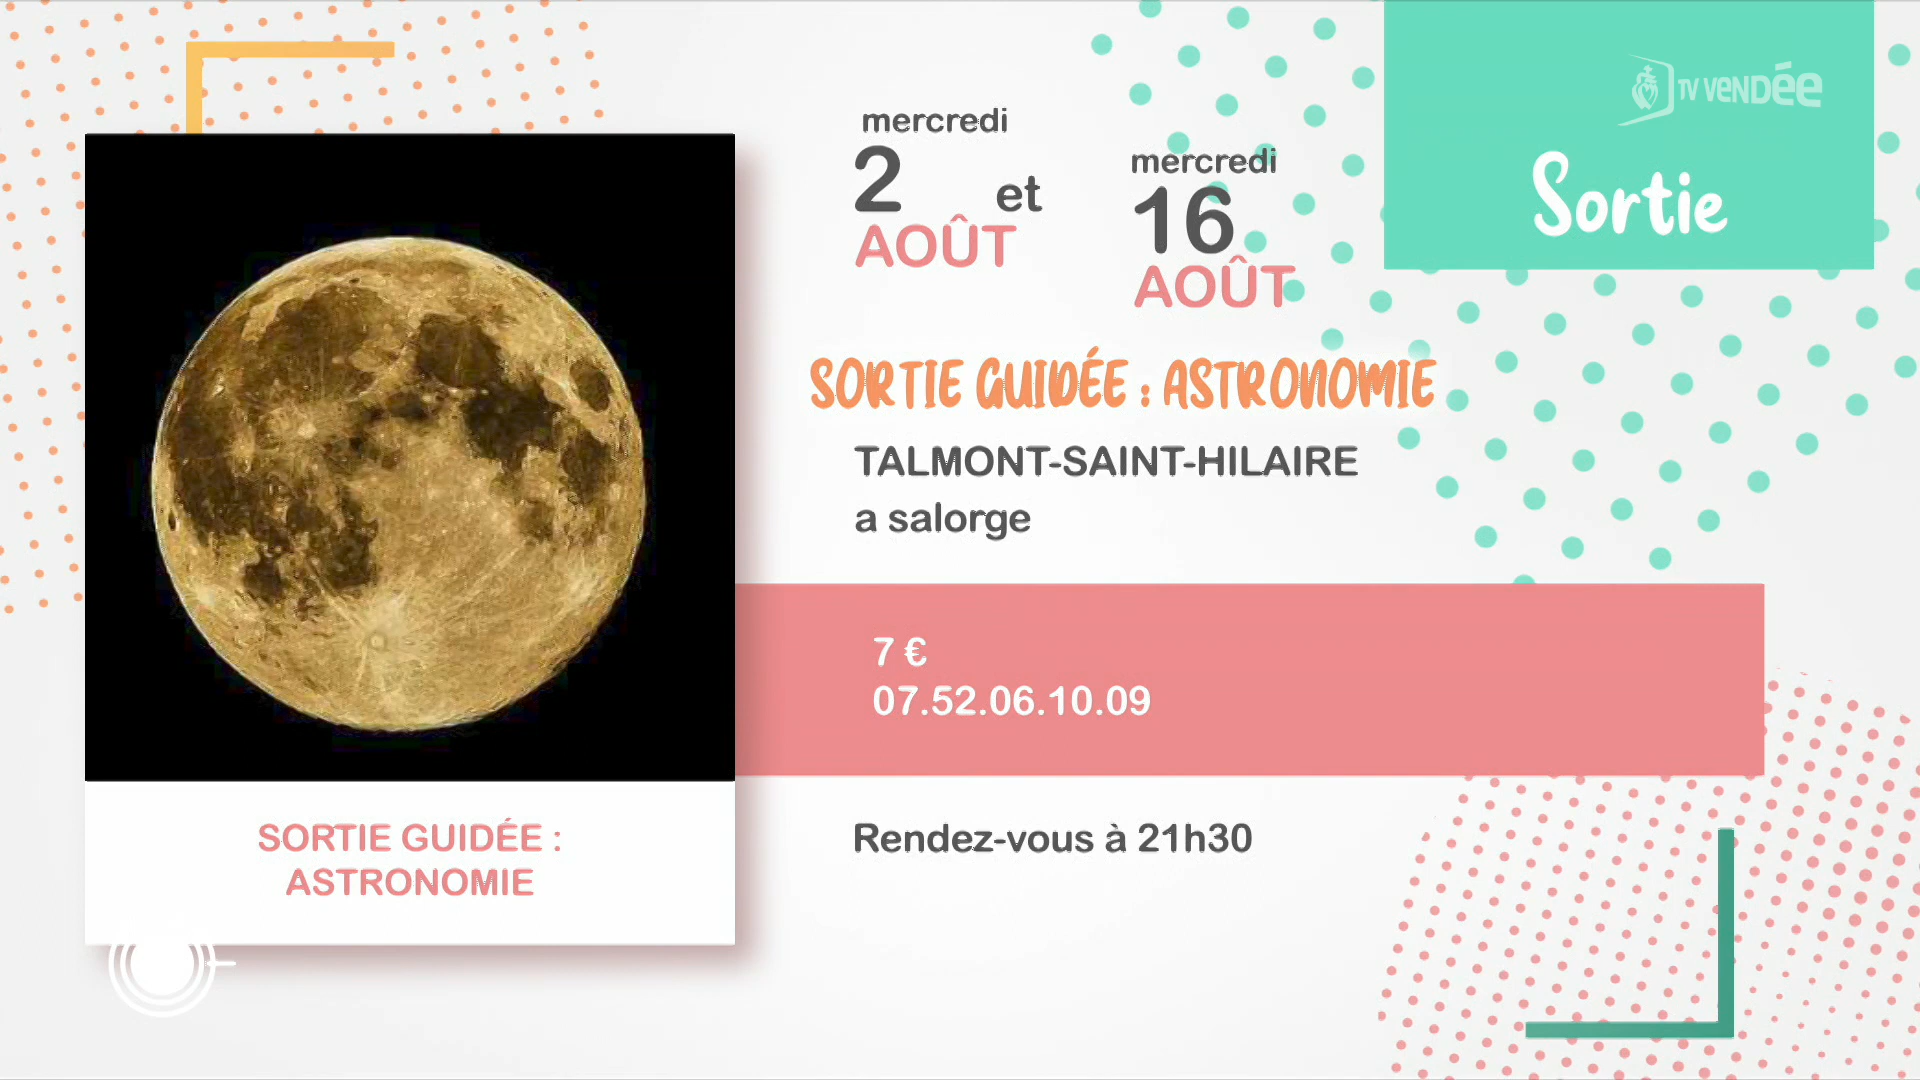 TV VENDÉE
Sortie
mercredi
2
AOÛT
et
mercredi
16
AOÛT
SORTIE GUIDÉE : ASTRONOMIE
TALMONT-SAINT-HILAIRE
a salorge
7 €
07.52.06.10.09
Rendez-vous à 21h30
SORTIE GUIDÉE :
ASTRONOMIE